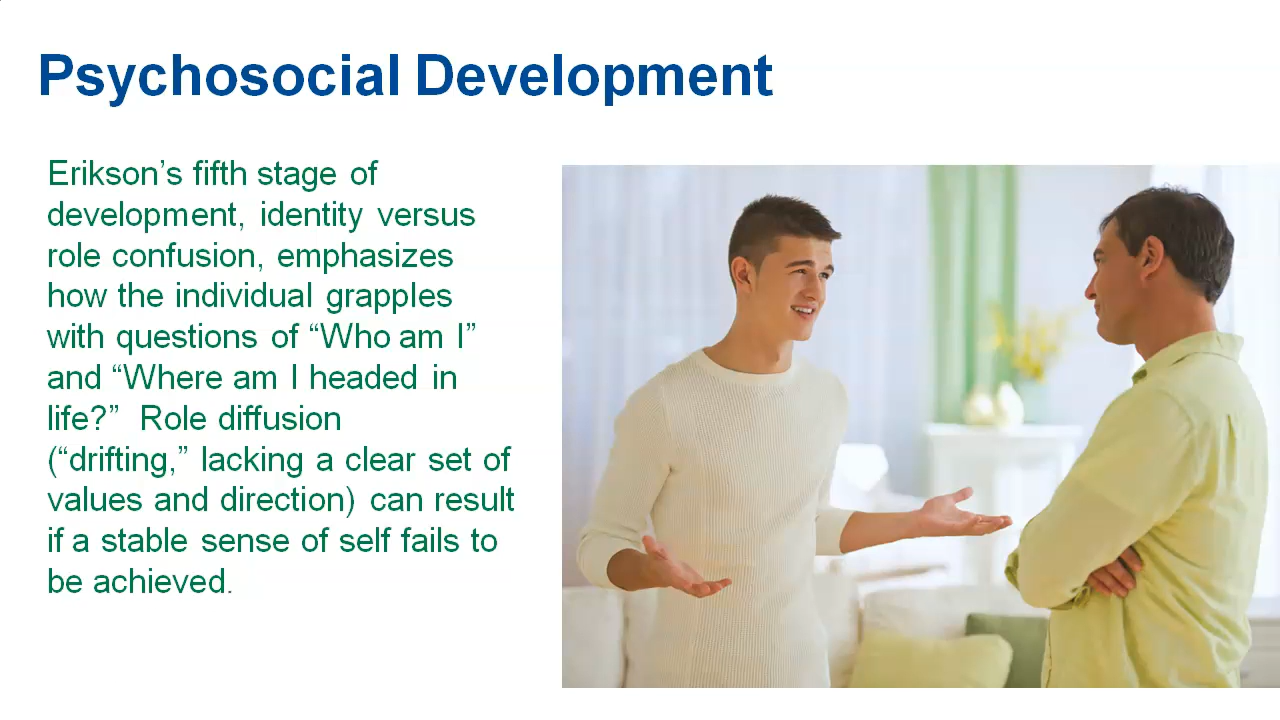 Psychosocial Development
Erikson’s fifth stage of
development, identity versus
role confusion, emphasizes
how the individual grapples
with questions of “Who am I”
and “Where am I headed in
life?”  Role diffusion
(“drifting,” lacking a clear set of
values and direction) can result
if a stable sense of self fails to
be achieved.